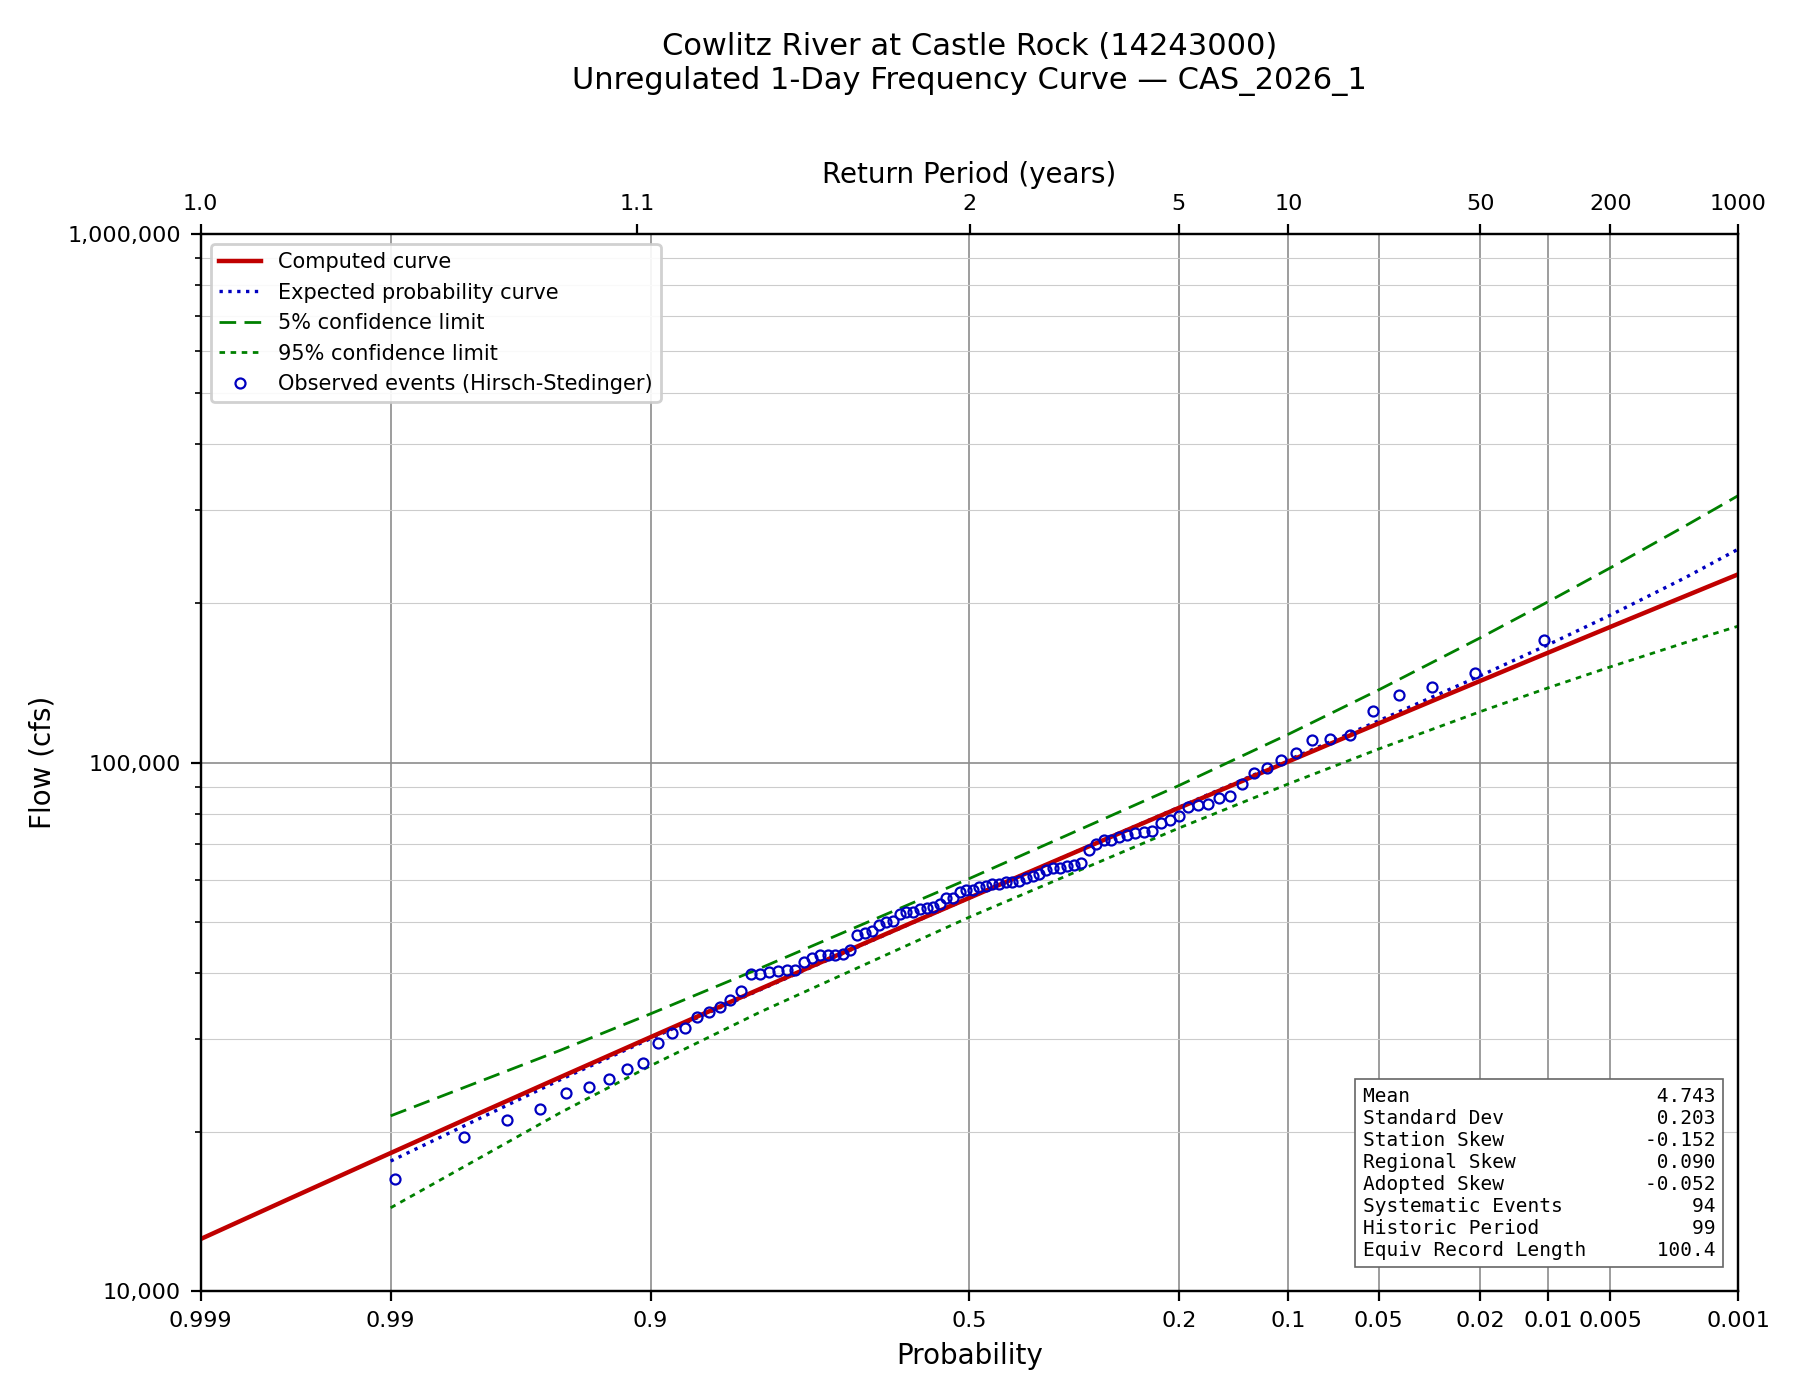 Cowlitz River at Castle Rock (14243000)
Unregulated 1-Day Frequency Curve — CAS_2026_1
Return Period (years)
1.0 1.1 2 5 10 50 200 1000
1,000,000
Computed curve
Expected probability curve
5% confidence limit
95% confidence limit
Observed events (Hirsch-Stedinger)
Flow (cfs)
100,000
Mean 4.743
Standard Dev 0.203
Station Skew -0.152
Regional Skew 0.090
Adopted Skew -0.052
Systematic Events 94
Historic Period 99
Equiv Record Length 100.4
10,000
0.999 0.99 0.9 0.5 0.2 0.1 0.05 0.02 0.01 0.005 0.001
Probability